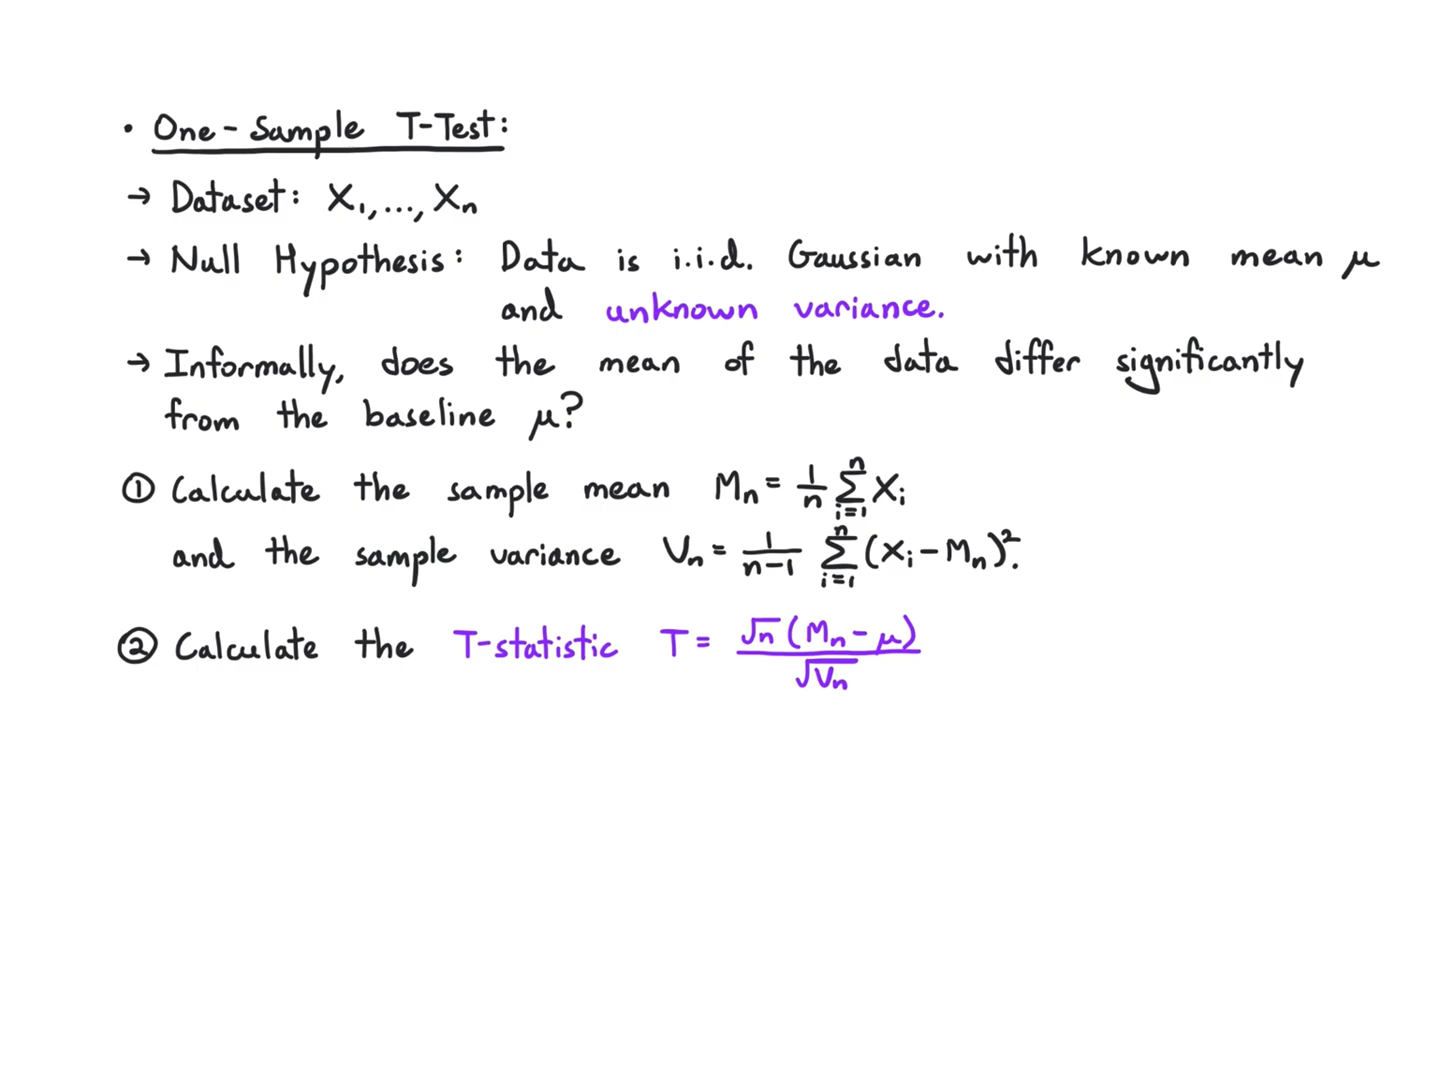 • One-Sample T-Test:
→ Dataset: X₁,..., Xₙ
→ Null Hypothesis: Data is i.i.d. Gaussian with known mean μ
and unknown variance.
→ Informally, does the mean of the data differ significantly
from the baseline μ?
① Calculate the sample mean Mₙ = 1/n ∑ᵢ₌₁ⁿ Xᵢ
and the sample variance Vₙ = 1/(n-1) ∑ᵢ₌₁ⁿ (Xᵢ - Mₙ)².
② Calculate the T-statistic T = √n (Mₙ - μ) / √Vₙ